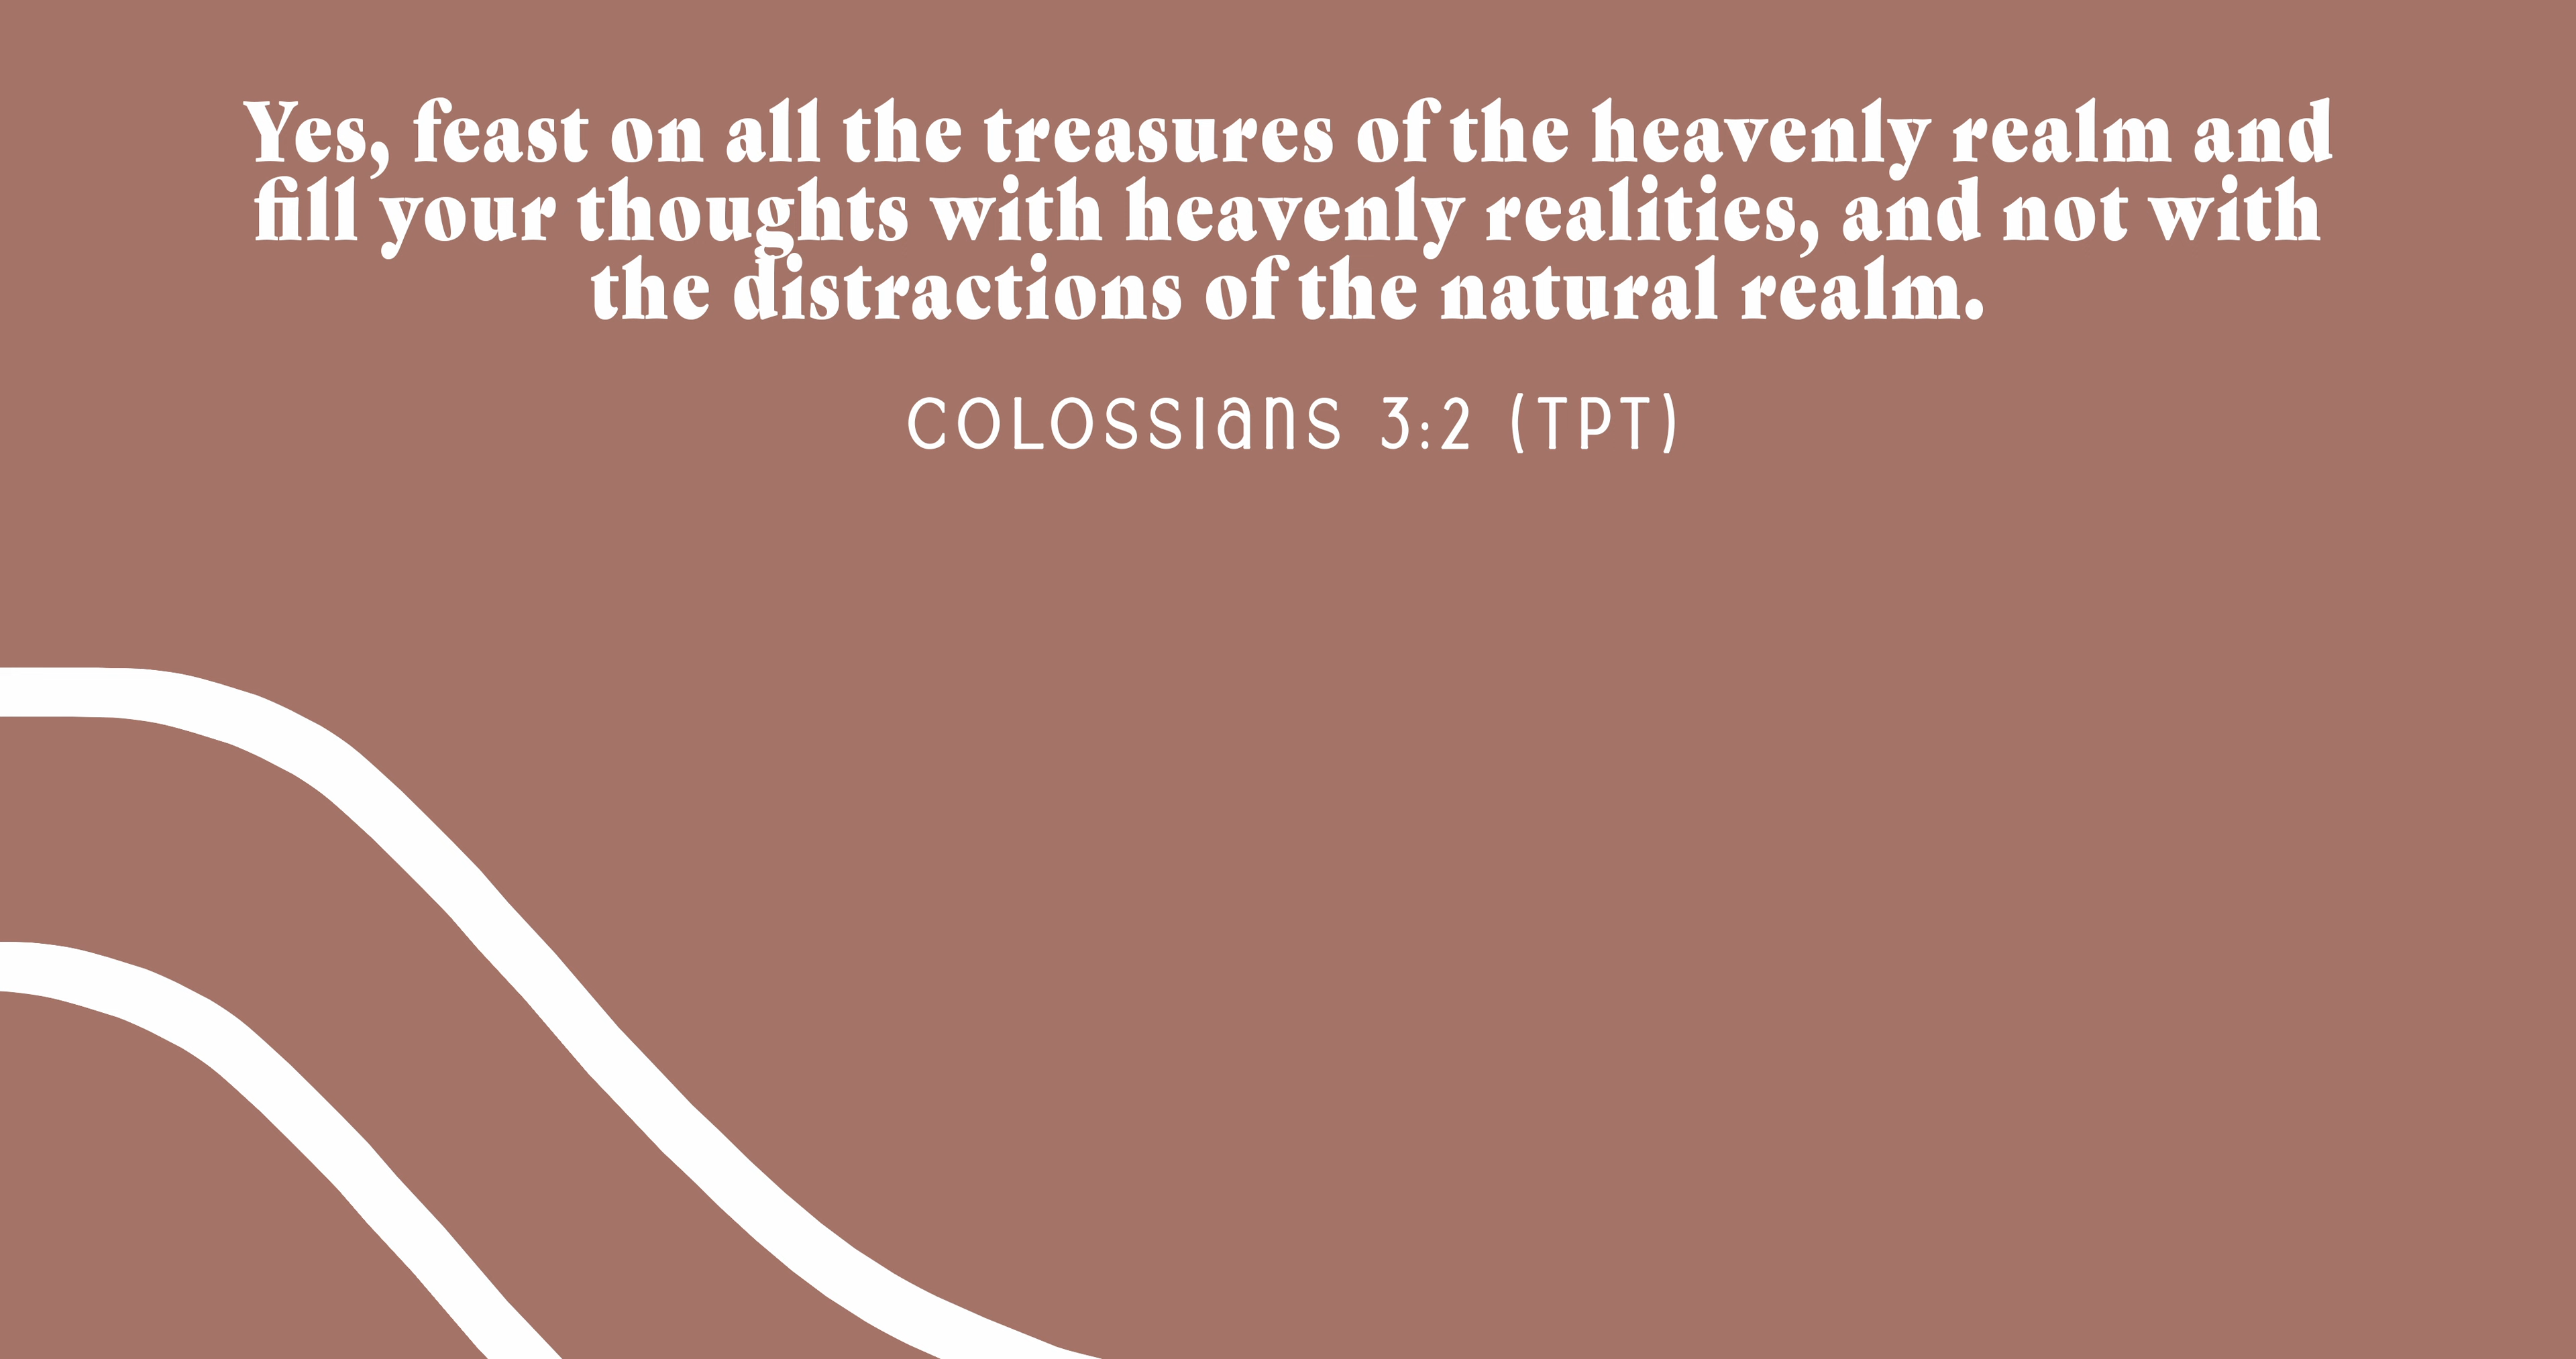 Yes, feast on all the treasures of the heavenly realm and
fill your thoughts with heavenly realities, and not with
the distractions of the natural realm.
COLOSSIANS 3:2 (TPT)